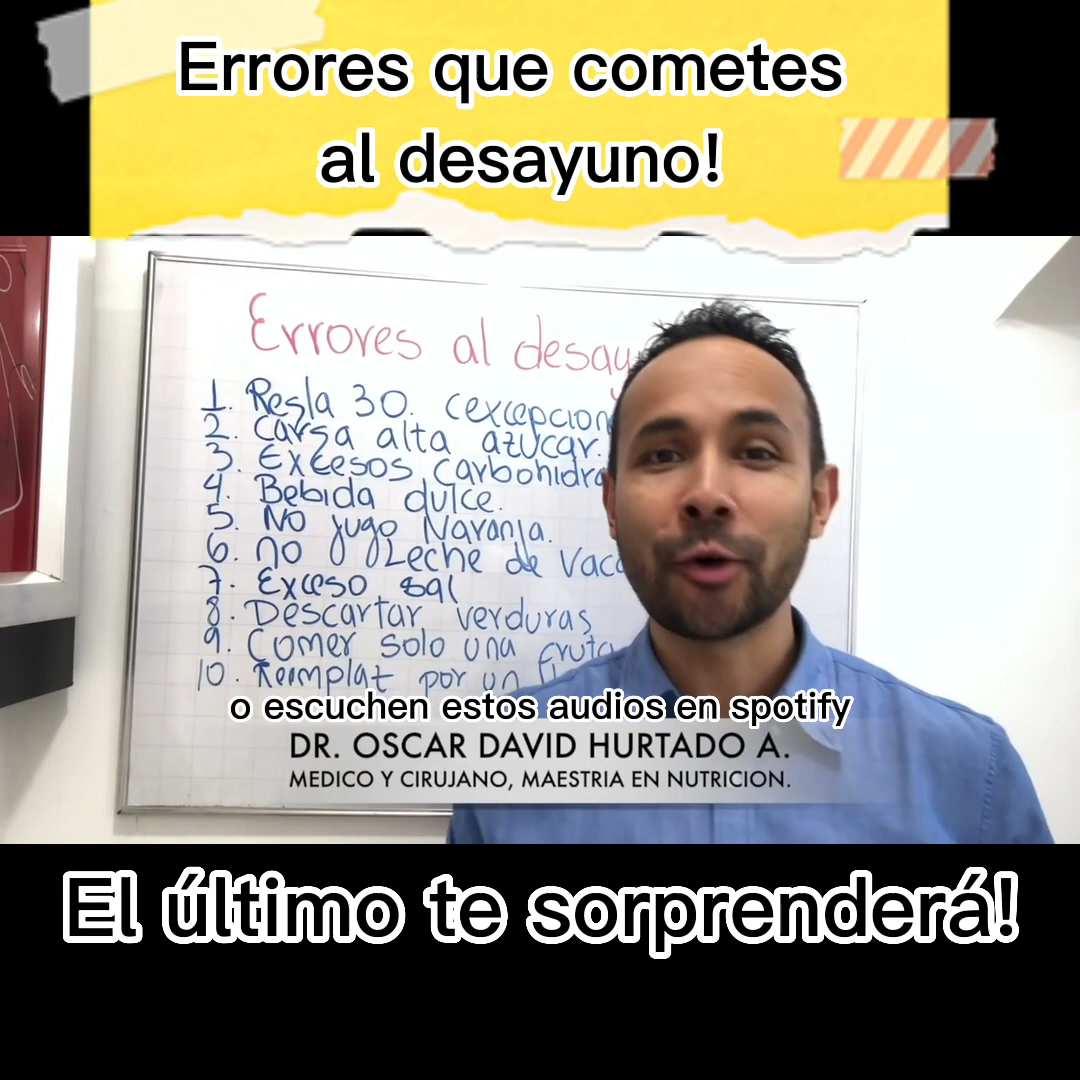 Errores que cometes
al desayuno!
Errores al desayu
1. Regla 30. (excepcion
2. Carga alta azucar.
3. Excesos carbohidra
4. Bebida dulce.
5. No jugo Naranja.
6. no Leche de Vaca
7. Exceso sal
8. Descartar verduras
9. Comer solo una fruta
10. Reemplat por un
o escuchen estos audios en spotify
DR. OSCAR DAVID HURTADO A.
MEDICO Y CIRUJANO, MAESTRIA EN NUTRICION.
El último te sorprenderá!